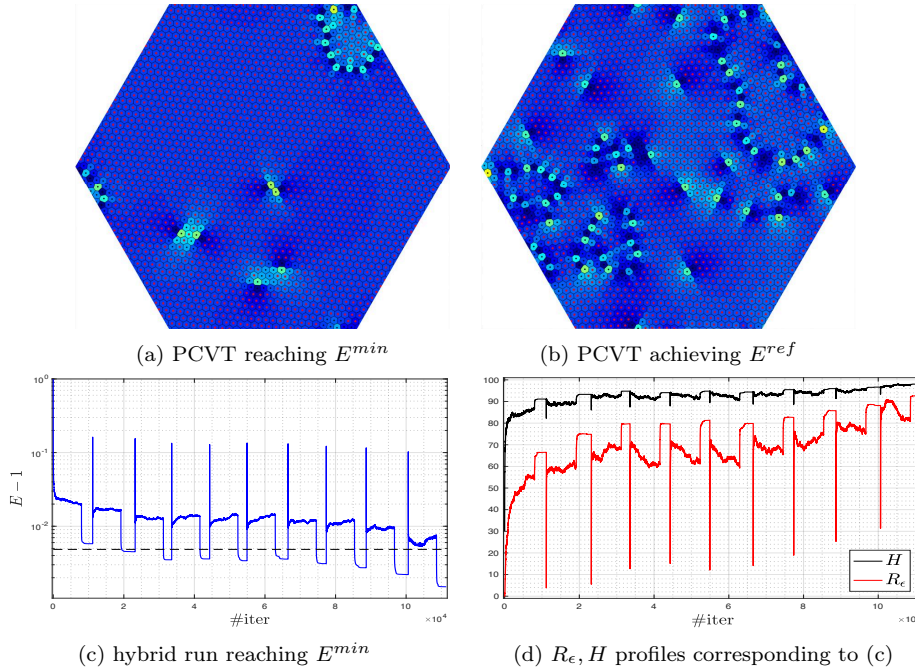 (a) PCVT reaching E^{min}
(b) PCVT achieving E^{ref}
10^0
10^{-1}
10^{-2}
E − 1
0 2 4 6 8 10
#iter
×10^4
100
90
80
70
60
50
40
30
20
10
0
H
R_ϵ
0 2 4 6 8 10
#iter
×10^4
(c) hybrid run reaching E^{min}
(d) R_ϵ, H profiles corresponding to (c)